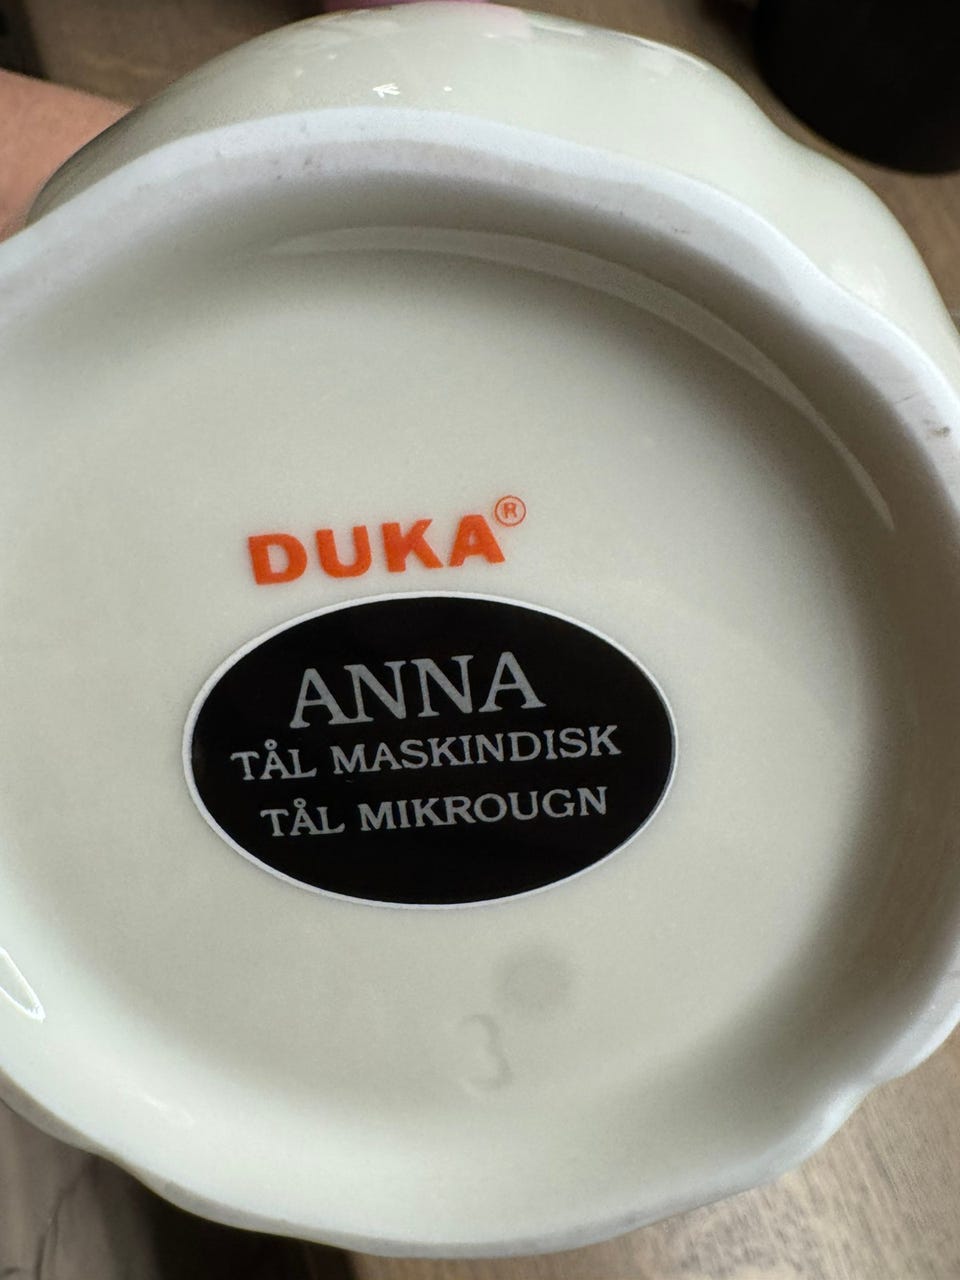 DUKA®
ANNA
TÅL MASKINDISK
TÅL MIKROUGN
3